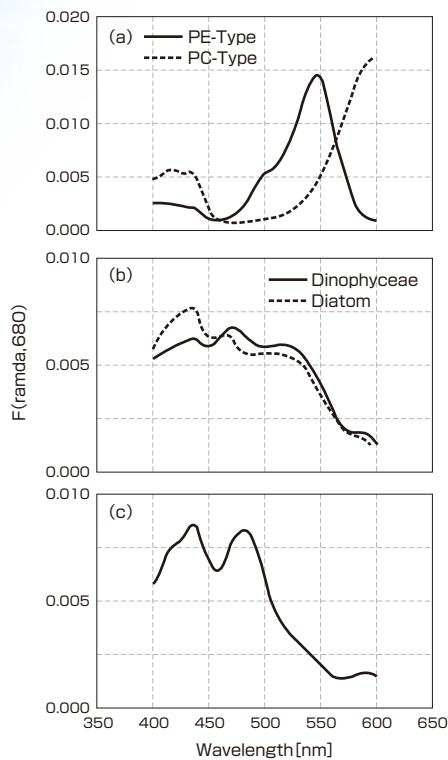 0.020
(a) PE-Type
PC-Type
0.015
0.010
0.005
0.000
0.010
(b) Dinophyceae
Diatom
0.005
0.000
F(ramda,680)
0.010
(c)
0.005
0.000
350 400 450 500 550 600 650
Wavelength[nm]